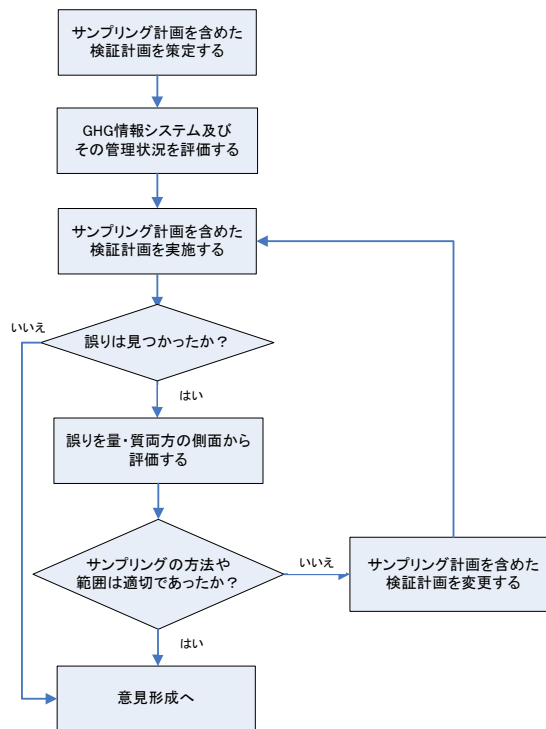 サンプリング計画を含めた
検証計画を策定する
GHG情報システム及び
その管理状況を評価する
サンプリング計画を含めた
検証計画を実施する
いいえ
誤りは見つかったか？
はい
誤りを量・質両方の側面から
評価する
サンプリングの方法や
範囲は適切であったか？
いいえ
サンプリング計画を含めた
検証計画を変更する
はい
意見形成へ